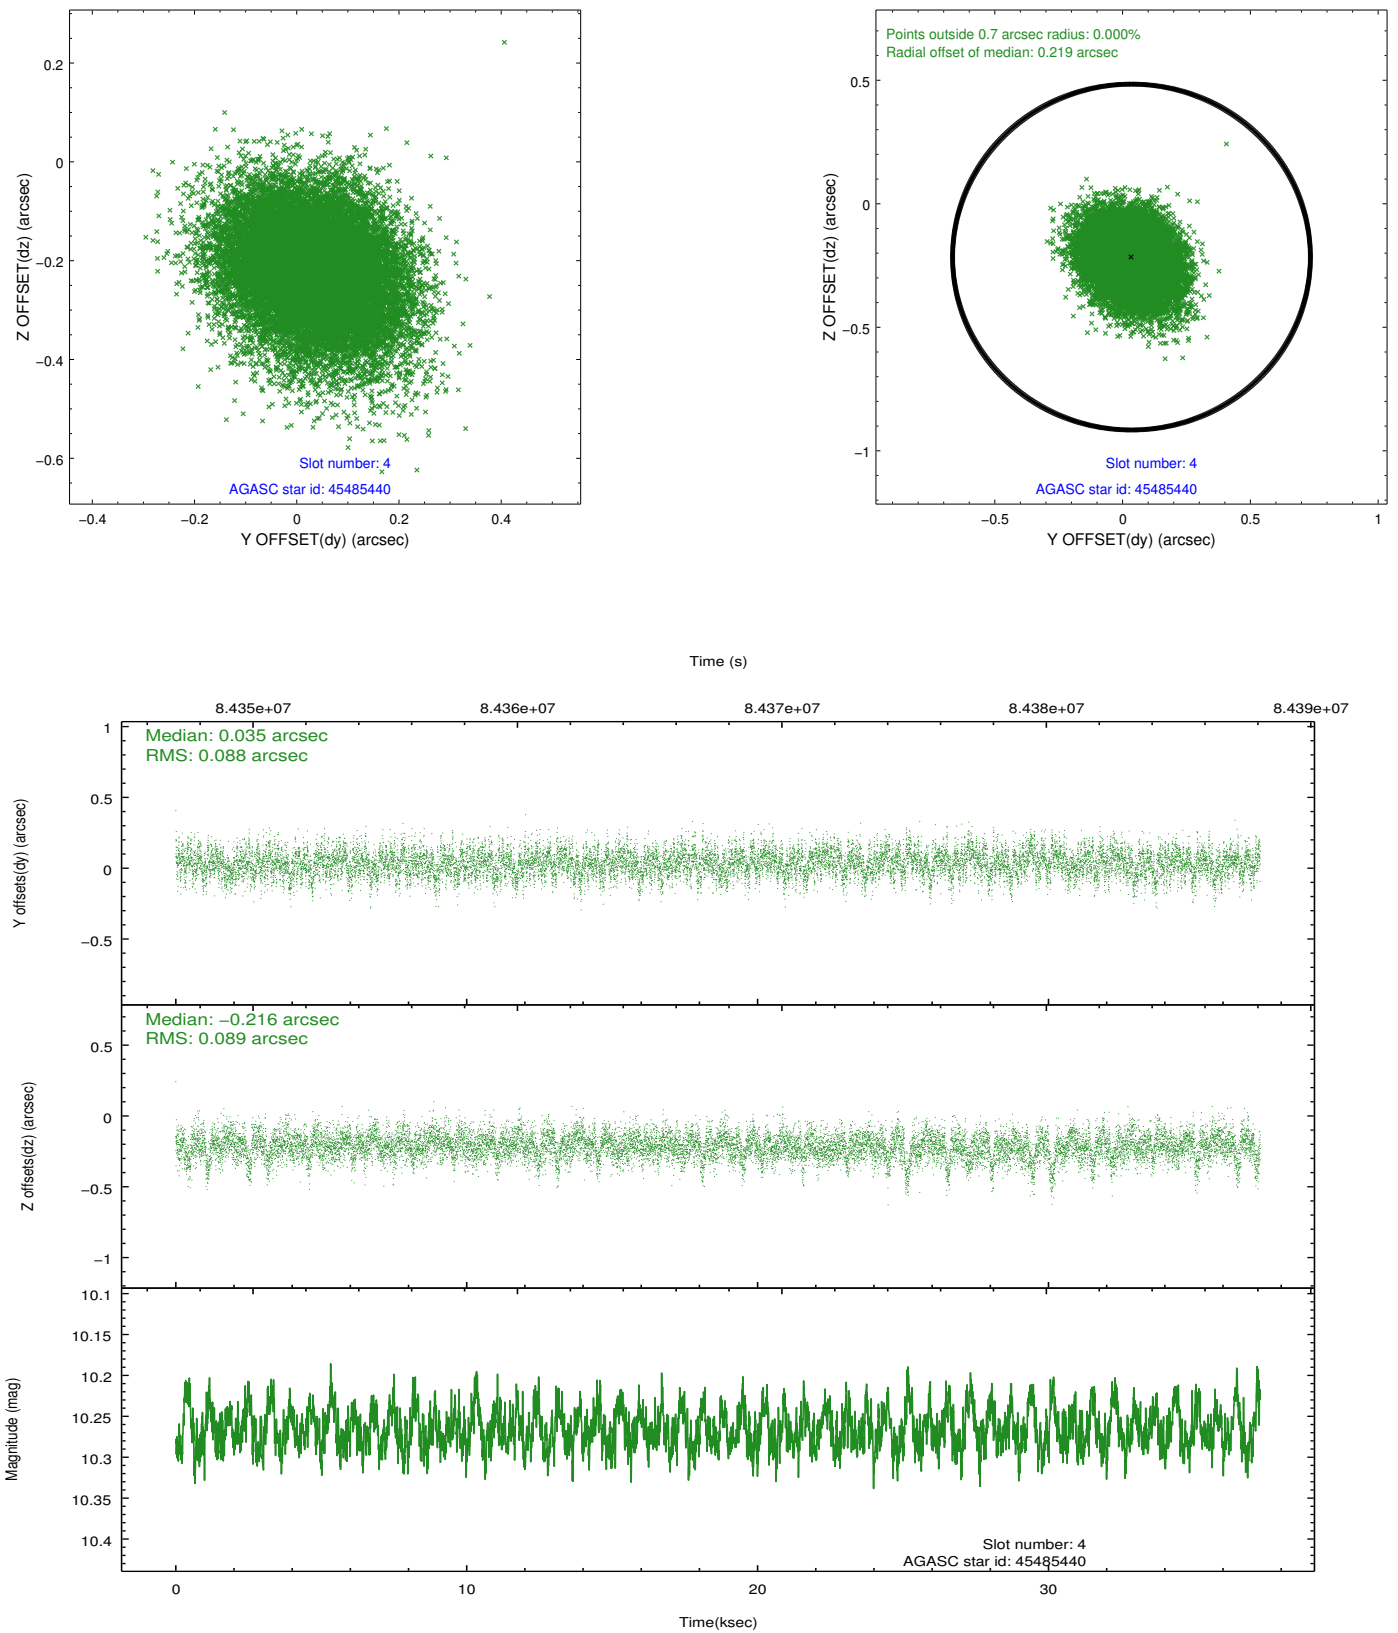 0.2
0
−0.2
−0.4
−0.6
Z OFFSET(dz) (arcsec)
Slot number: 4
AGASC star id: 45485440
−0.4
−0.2
0
0.2
0.4
Y OFFSET(dy) (arcsec)
Points outside 0.7 arcsec radius: 0.000%
Radial offset of median: 0.219 arcsec
0.5
0
−0.5
−1
Z OFFSET(dz) (arcsec)
Slot number: 4
AGASC star id: 45485440
−0.5
0
0.5
1
Y OFFSET(dy) (arcsec)
Time (s)
8.435e+07
8.436e+07
8.437e+07
8.438e+07
8.439e+07
Median: 0.035 arcsec
RMS: 0.088 arcsec
1
0.5
0
−0.5
Y offsets(dy) (arcsec)
Median: −0.216 arcsec
RMS: 0.089 arcsec
0.5
0
−0.5
−1
Z offsets(dz) (arcsec)
10.1
10.15
10.2
10.25
10.3
10.35
10.4
Magnitude (mag)
Slot number: 4
AGASC star id: 45485440
0
10
20
30
Time(ksec)